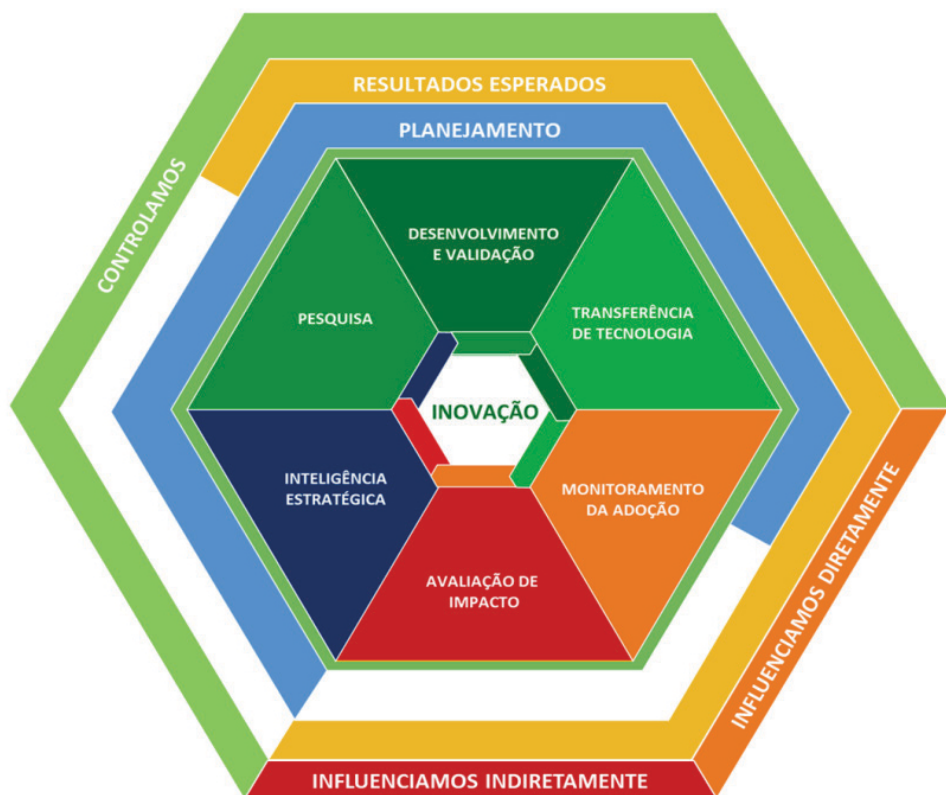 RESULTADOS ESPERADOS
PLANEJAMENTO
CONTROLAMOS
DESENVOLVIMENTO
E VALIDAÇÃO
PESQUISA
TRANSFERÊNCIA
DE TECNOLOGIA
INOVAÇÃO
INTELIGÊNCIA
ESTRATÉGICA
MONITORAMENTO
DA ADOÇÃO
AVALIAÇÃO DE
IMPACTO
INFLUENCIAMOS DIRETAMENTE
INFLUENCIAMOS INDIRETAMENTE